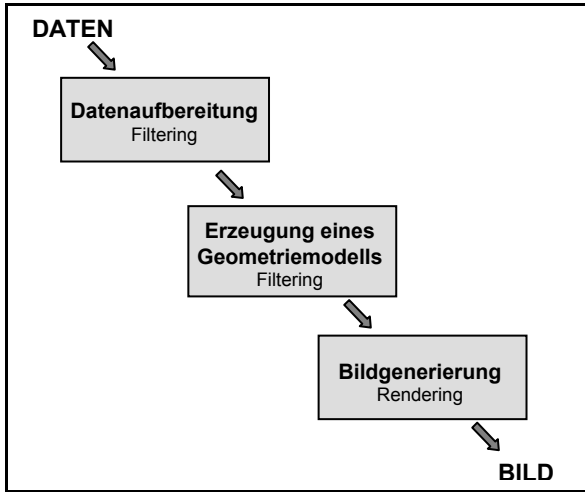 DATEN
Datenaufbereitung
Filtering
Erzeugung eines
Geometriemodells
Filtering
Bildgenerierung
Rendering
BILD